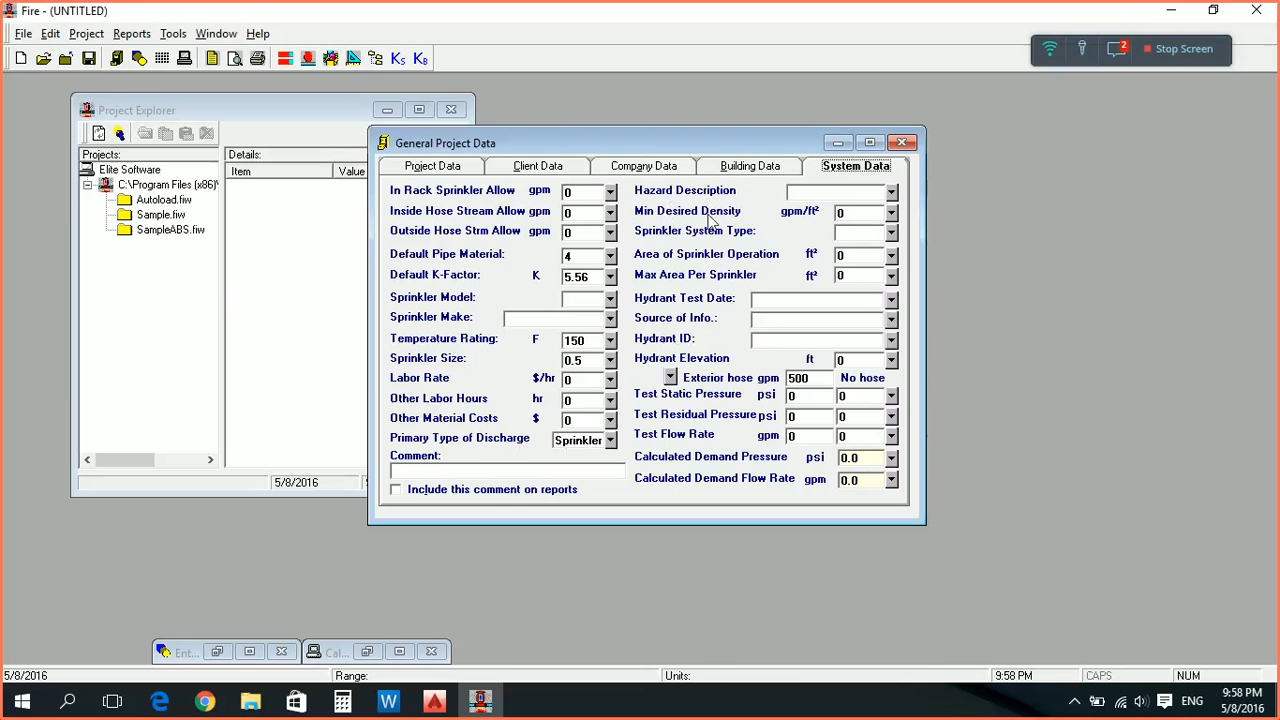 Fire - (UNTITLED)
File Edit Project Reports Tools Window Help
KS KB
2 Stop Screen
Project Explorer
Projects:
Elite Software
C:\Program Files (x86)\
Autoload.fiw
Sample.fiw
SampleABS.fiw
Details:
Item Value
5/8/2016
General Project Data
Project Data Client Data Company Data Building Data System Data
In Rack Sprinkler Allow gpm 0
Inside Hose Stream Allow gpm 0
Outside Hose Strm Allow gpm 0
Default Pipe Material: 4
Default K-Factor: K 5.56
Sprinkler Model:
Sprinkler Make:
Temperature Rating: F 150
Sprinkler Size: 0.5
Labor Rate $/hr 0
Other Labor Hours hr 0
Other Material Costs $ 0
Primary Type of Discharge Sprinkler
Comment:
Include this comment on reports
Hazard Description
Min Desired Density gpm/ft² 0
Sprinkler System Type:
Area of Sprinkler Operation ft² 0
Max Area Per Sprinkler ft² 0
Hydrant Test Date:
Source of Info.:
Hydrant ID:
Hydrant Elevation ft 0
Exterior hose gpm 500 No hose
Test Static Pressure psi 0 0
Test Residual Pressure psi 0 0
Test Flow Rate gpm 0 0
Calculated Demand Pressure psi 0.0
Calculated Demand Flow Rate gpm 0.0
Ent... Cal...
5/8/2016 Range: Units: 9:58 PM CAPS NUM
ENG 9:58 PM
5/8/2016